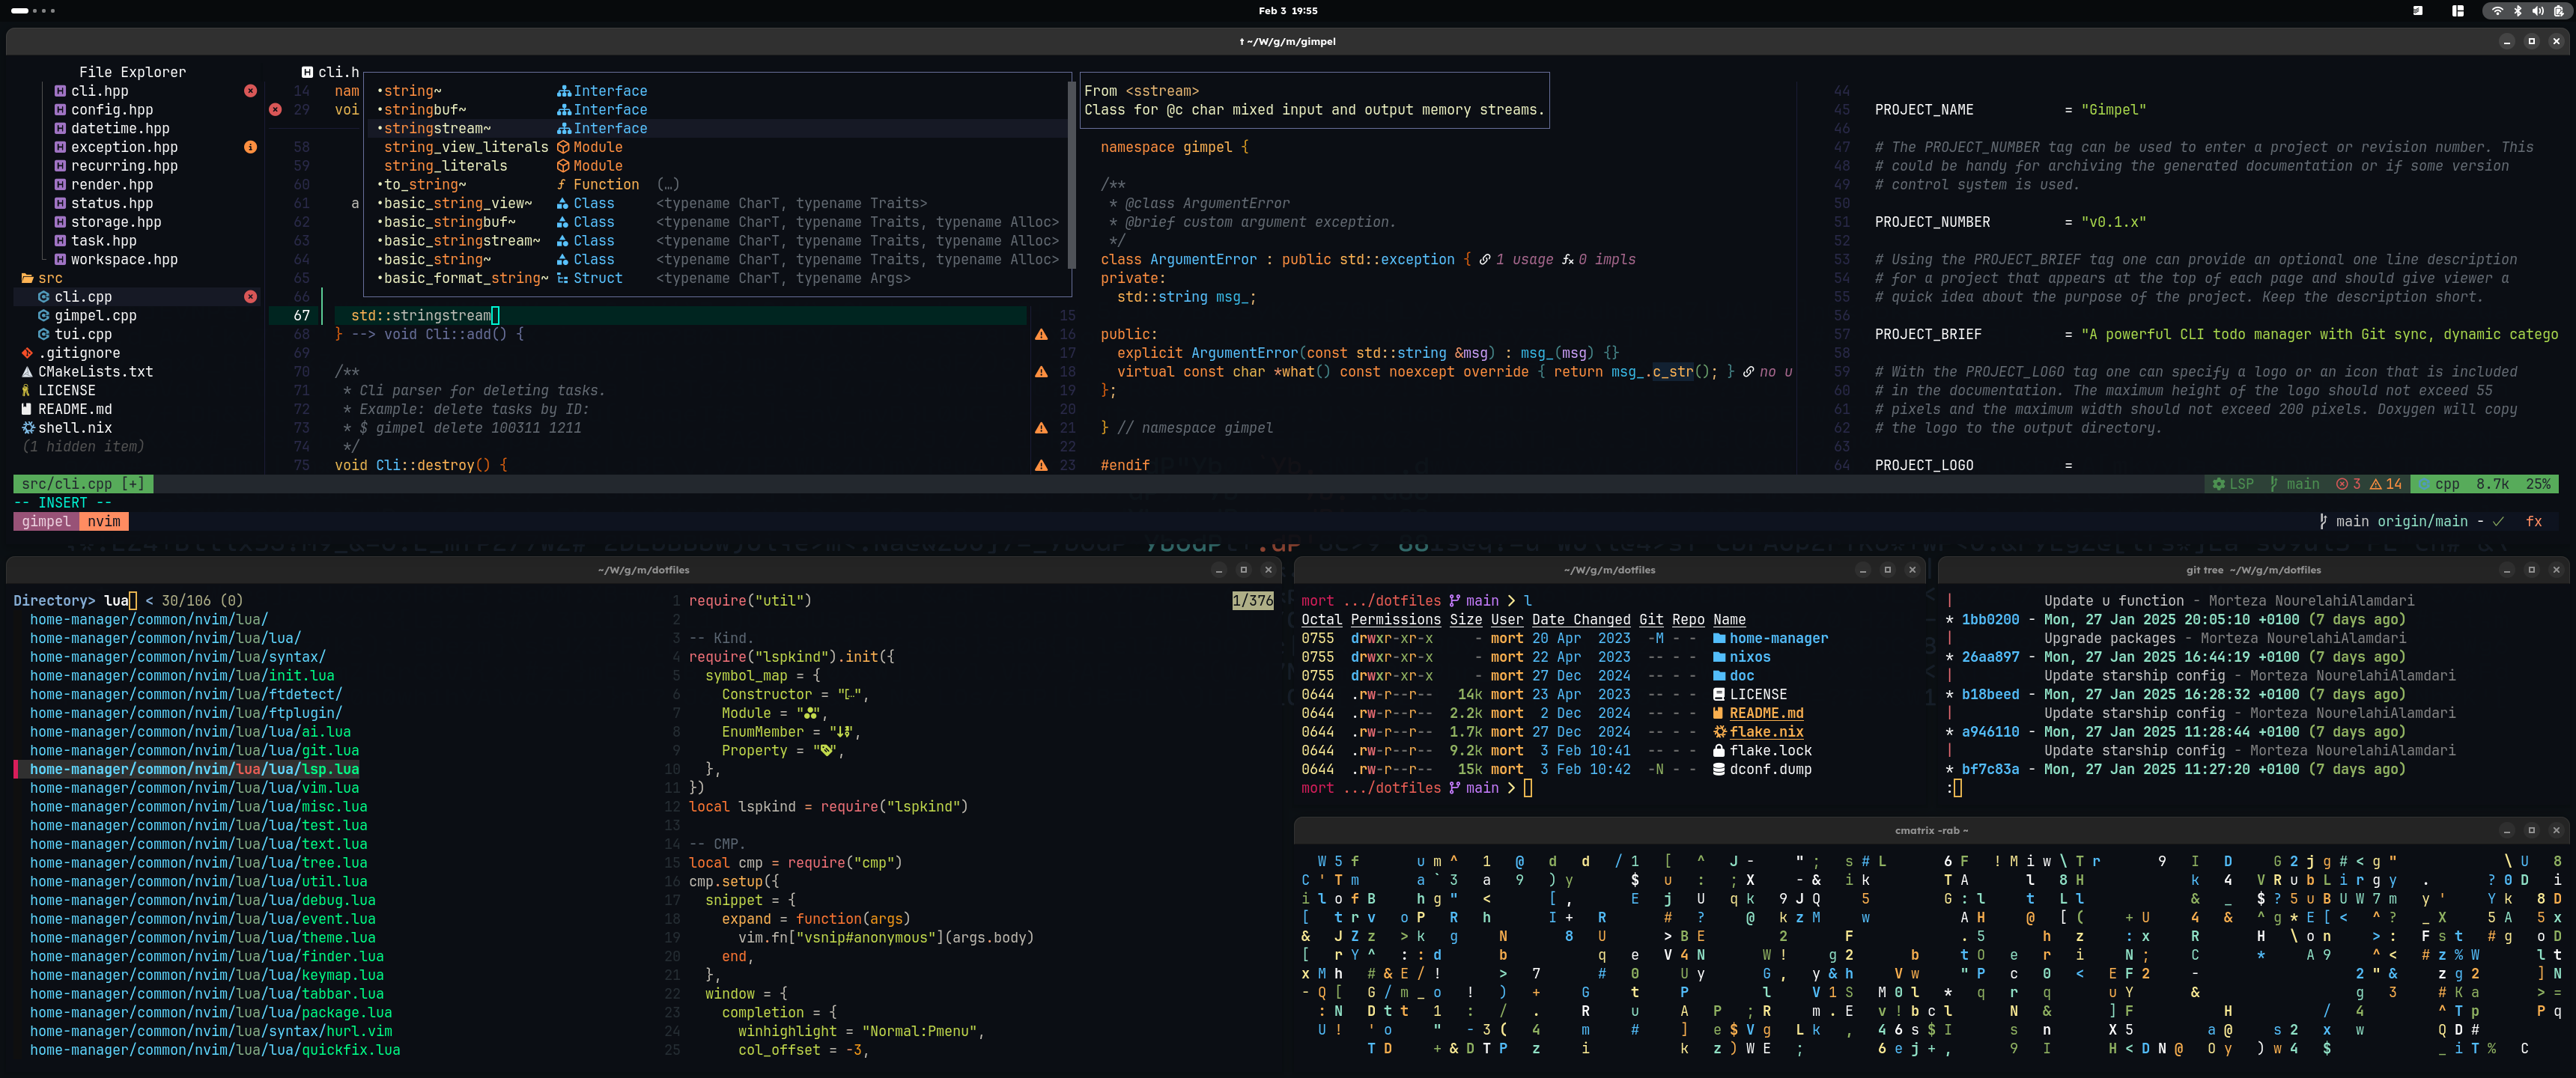 Feb 3 19:55
↑ ~/W/g/m/gimpel
File Explorer
cli.hpp
config.hpp
datetime.hpp
exception.hpp
recurring.hpp
render.hpp
status.hpp
storage.hpp
task.hpp
workspace.hpp
src
cli.cpp
gimpel.cpp
tui.cpp
.gitignore
CMakeLists.txt
LICENSE
README.md
shell.nix
(1 hidden item)
cli.h
14 nam
29 voi
58
59
60
61 a
62
63
64
65
66
67 std::stringstream
68 } --> void Cli::add() {
69
70 /**
71 * Cli parser for deleting tasks.
72 * Example: delete tasks by ID:
73 * $ gimpel delete 100311 1211
74 */
75 void Cli::destroy() {
•string~ Interface
•stringbuf~ Interface
•stringstream~ Interface
string_view_literals Module
string_literals Module
•to_string~ Function (…)
•basic_string_view~ Class <typename CharT, typename Traits>
•basic_stringbuf~ Class <typename CharT, typename Traits, typename Alloc>
•basic_stringstream~ Class <typename CharT, typename Traits, typename Alloc>
•basic_string~ Class <typename CharT, typename Traits, typename Alloc>
•basic_format_string~ Struct <typename CharT, typename Args>
From <sstream>
Class for @c char mixed input and output memory streams.
namespace gimpel {
/**
* @class ArgumentError
* @brief custom argument exception.
*/
class ArgumentError : public std::exception { 1 usage 0 impls
private:
std::string msg_;
15
16 public:
17 explicit ArgumentError(const std::string &msg) : msg_(msg) {}
18 virtual const char *what() const noexcept override { return msg_.c_str(); } no u
19 };
20
21 } // namespace gimpel
22
23 #endif
44
45 PROJECT_NAME = "Gimpel"
46
47 # The PROJECT_NUMBER tag can be used to enter a project or revision number. This
48 # could be handy for archiving the generated documentation or if some version
49 # control system is used.
50
51 PROJECT_NUMBER = "v0.1.x"
52
53 # Using the PROJECT_BRIEF tag one can provide an optional one line description
54 # for a project that appears at the top of each page and should give viewer a
55 # quick idea about the purpose of the project. Keep the description short.
56
57 PROJECT_BRIEF = "A powerful CLI todo manager with Git sync, dynamic catego
58
59 # With the PROJECT_LOGO tag one can specify a logo or an icon that is included
60 # in the documentation. The maximum height of the logo should not exceed 55
61 # pixels and the maximum width should not exceed 200 pixels. Doxygen will copy
62 # the logo to the output directory.
63
64 PROJECT_LOGO =
src/cli.cpp [+] LSP main 3 14 cpp 8.7k 25%
-- INSERT --
gimpel nvim main origin/main - ✓ fx
~/W/g/m/dotfiles
Directory> lua < 30/106 (0)
home-manager/common/nvim/lua/
home-manager/common/nvim/lua/lua/
home-manager/common/nvim/lua/syntax/
home-manager/common/nvim/lua/init.lua
home-manager/common/nvim/lua/ftdetect/
home-manager/common/nvim/lua/ftplugin/
home-manager/common/nvim/lua/lua/ai.lua
home-manager/common/nvim/lua/lua/git.lua
home-manager/common/nvim/lua/lua/lsp.lua
home-manager/common/nvim/lua/lua/vim.lua
home-manager/common/nvim/lua/lua/misc.lua
home-manager/common/nvim/lua/lua/test.lua
home-manager/common/nvim/lua/lua/text.lua
home-manager/common/nvim/lua/lua/tree.lua
home-manager/common/nvim/lua/lua/util.lua
home-manager/common/nvim/lua/lua/debug.lua
home-manager/common/nvim/lua/lua/event.lua
home-manager/common/nvim/lua/lua/theme.lua
home-manager/common/nvim/lua/lua/finder.lua
home-manager/common/nvim/lua/lua/keymap.lua
home-manager/common/nvim/lua/lua/tabbar.lua
home-manager/common/nvim/lua/lua/package.lua
home-manager/common/nvim/lua/syntax/hurl.vim
home-manager/common/nvim/lua/lua/quickfix.lua
1/376
1 require("util")
2
3 -- Kind.
4 require("lspkind").init({
5 symbol_map = {
6 Constructor = "",
7 Module = "",
8 EnumMember = "",
9 Property = "",
10 },
11 })
12 local lspkind = require("lspkind")
13
14 -- CMP.
15 local cmp = require("cmp")
16 cmp.setup({
17 snippet = {
18 expand = function(args)
19 vim.fn["vsnip#anonymous"](args.body)
20 end,
21 },
22 window = {
23 completion = {
24 winhighlight = "Normal:Pmenu",
25 col_offset = -3,
~/W/g/m/dotfiles
mort .../dotfiles main > l
Octal Permissions Size User Date Changed Git Repo Name
0755 drwxr-xr-x - mort 20 Apr 2023 -M - - home-manager
0755 drwxr-xr-x - mort 22 Apr 2023 -- - - nixos
0755 drwxr-xr-x - mort 27 Dec 2024 -- - - doc
0644 .rw-r--r-- 14k mort 23 Apr 2023 -- - - LICENSE
0644 .rw-r--r-- 2.2k mort 2 Dec 2024 -- - - README.md
0644 .rw-r--r-- 1.7k mort 27 Dec 2024 -- - - flake.nix
0644 .rw-r--r-- 9.2k mort 3 Feb 10:41 -- - - flake.lock
0644 .rw-r--r-- 15k mort 3 Feb 10:42 -N - - dconf.dump
mort .../dotfiles main >
git tree ~/W/g/m/dotfiles
| Update u function - Morteza NourelahiAlamdari
* 1bb0200 - Mon, 27 Jan 2025 20:05:10 +0100 (7 days ago)
| Upgrade packages - Morteza NourelahiAlamdari
* 26aa897 - Mon, 27 Jan 2025 16:44:19 +0100 (7 days ago)
| Update starship config - Morteza NourelahiAlamdari
* b18beed - Mon, 27 Jan 2025 16:28:32 +0100 (7 days ago)
| Update starship config - Morteza NourelahiAlamdari
* a946110 - Mon, 27 Jan 2025 11:28:44 +0100 (7 days ago)
| Update starship config - Morteza NourelahiAlamdari
* bf7c83a - Mon, 27 Jan 2025 11:27:20 +0100 (7 days ago)
:
cmatrix -rab ~